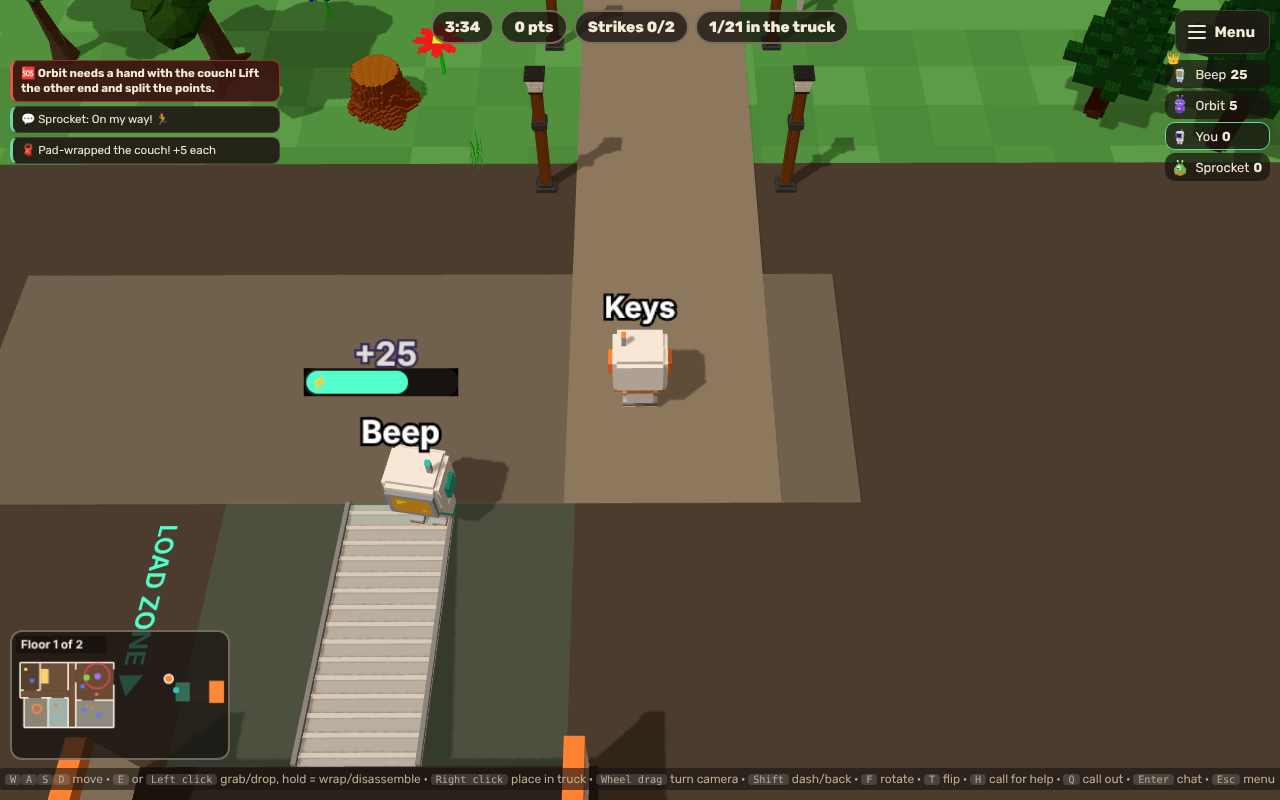 3:34
0 pts
Strikes 0/2
1/21 in the truck
Menu
🆘 Orbit needs a hand with the couch! Lift
the other end and split the points.
💬 Sprocket: On my way! 🏃
🧣 Pad-wrapped the couch! +5 each
Beep 25
Orbit 5
You 0
Sprocket 0
Keys
+25
Beep
LOAD ZONE
Floor 1 of 2
W A S D move • E or Left click grab/drop, hold = wrap/disassemble • Right click place in truck • Wheel drag turn camera • Shift dash/back • F rotate • T flip • H call for help • Q call out • Enter chat • Esc menu